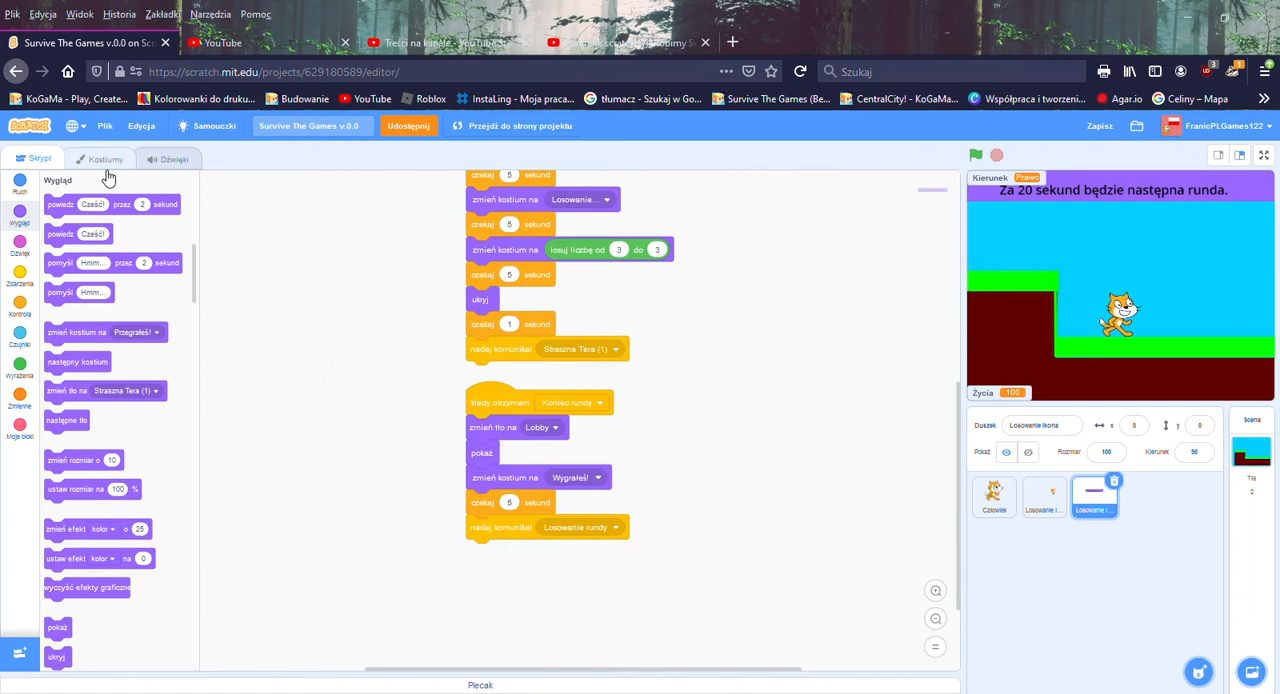 Plik Edycja Widok Historia Zakładki Narzędzia Pomoc
Survive The Games v.0.0 on Scr
YouTube
Treści na kanale - YouTube S
https://scratch.mit.edu/projects/629180589/editor/
Szukaj
3
1
KoGaMa - Play, Create...
Kolorowanki do druku...
Budowanie
YouTube
Roblox
InstaLing - Moja praca...
tłumacz - Szukaj w Go...
Survive The Games (Be...
CentralCity! - KoGaMa...
Współpraca i tworzeni...
Agar.io
Celiny – Mapa
SCRATCH
Plik
Edycja
Samouczki
Survive The Games v.0.0
Udostępnij
Przejdź do strony projektu
Zapisz
FranicPLGames122
Skrypt
Kostiumy
Dźwięki
Ruch
Wygląd
Dźwięk
Zdarzenia
Kontrola
Czujniki
Wyrażenia
Zmienne
Moje bloki
Wygląd
powiedz Cześć! przez 2 sekund
powiedz Cześć!
pomyśl Hmm... przez 2 sekund
pomyśl Hmm...
zmień kostium na Przegrałeś!
następny kostium
zmień tło na Straszna Tera (1)
następne tło
zmień rozmiar o 10
ustaw rozmiar na 100 %
zmień efekt kolor o 25
ustaw efekt kolor na 0
wyczyść efekty graficzne
pokaż
ukryj
czekaj 5 sekund
zmień kostium na Losowanie...
czekaj 5 sekund
zmień kostium na losuj liczbę od 3 do 3
czekaj 5 sekund
ukryj
czekaj 1 sekund
nadaj komunikat Straszna Tera (1)
kiedy otrzymam Koniec rundy
zmień tło na Lobby
pokaż
zmień kostium na Wygrałeś!
czekaj 5 sekund
nadaj komunikat Losowanie rundy
Plecak
Kierunek Prawo
Za 20 sekund będzie następna runda.
Życia 100
Duszek Losowanie Ikona x 0 y 0
Pokaż Rozmiar 100 Kierunek 90
Człowiek
Losowanie I...
Losowanie I...
Scena
Tła
2